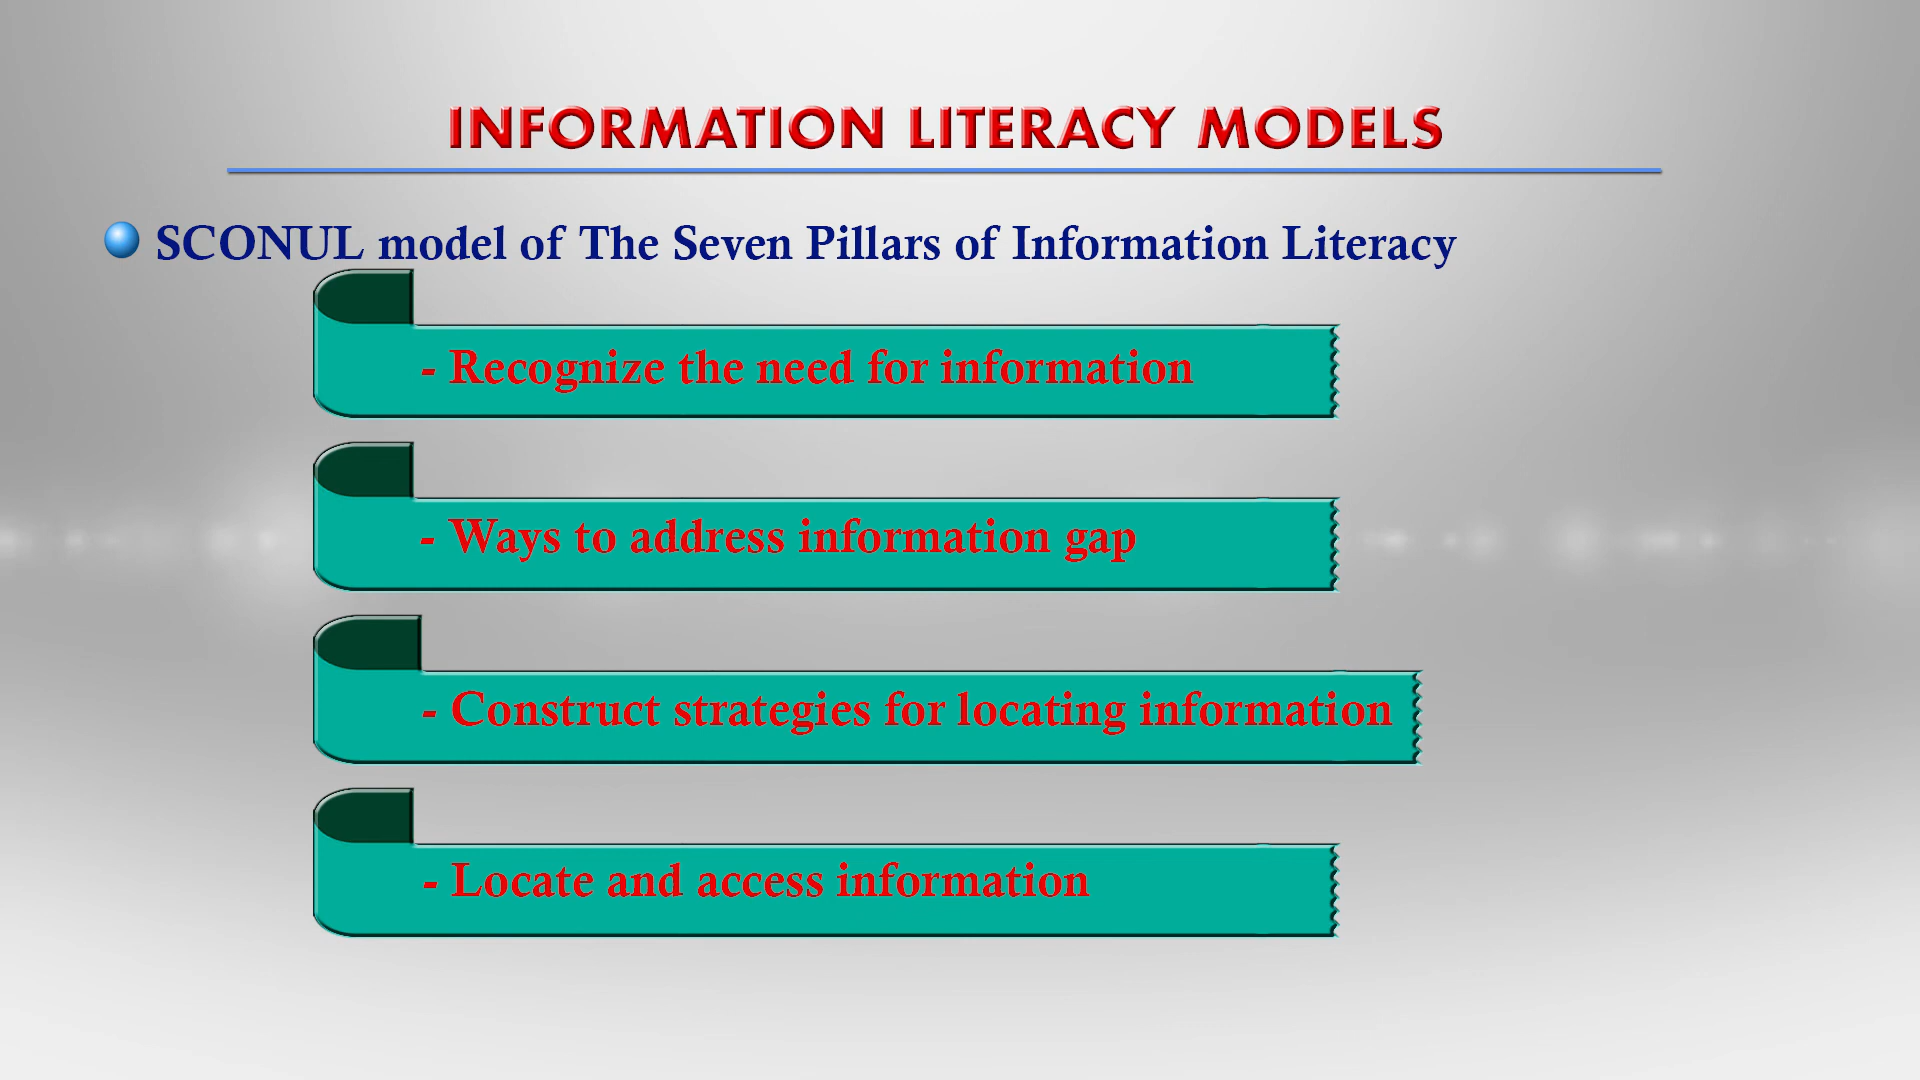 INFORMATION LITERACY MODELS
SCONUL model of The Seven Pillars of Information Literacy
- Recognize the need for information
- Ways to address information gap
- Construct strategies for locating information
- Locate and access information